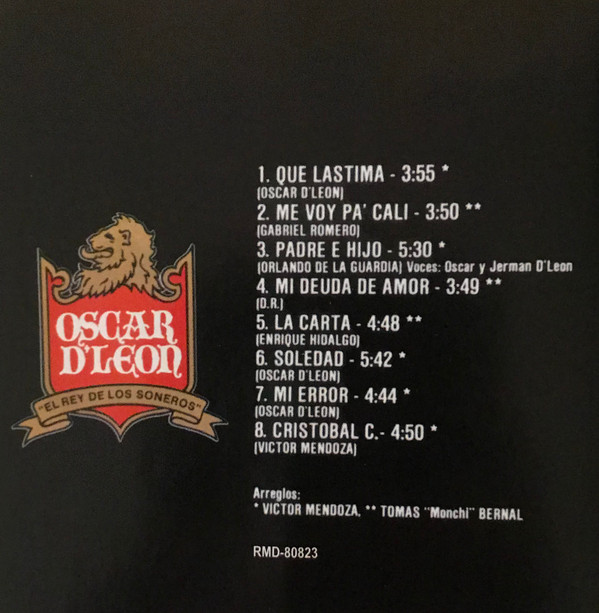 OSCAR
D'LEON
"EL REY DE LOS SONEROS"
1. QUE LASTIMA - 3:55 *
(OSCAR D'LEON)
2. ME VOY PA' CALI - 3:50 **
(GABRIEL ROMERO)
3. PADRE E HIJO - 5:30 *
(ORLANDO DE LA GUARDIA) Voces: Oscar y Jerman D'Leon
4. MI DEUDA DE AMOR - 3:49 **
(D.R.)
5. LA CARTA - 4:48 **
(ENRIQUE HIDALGO)
6. SOLEDAD - 5:42 *
(OSCAR D'LEON)
7. MI ERROR - 4:44 *
(OSCAR D'LEON)
8. CRISTOBAL C.- 4:50 *
(VICTOR MENDOZA)
Arreglos:
* VICTOR MENDOZA. ** TOMAS "Monchi" BERNAL
RMD-80823